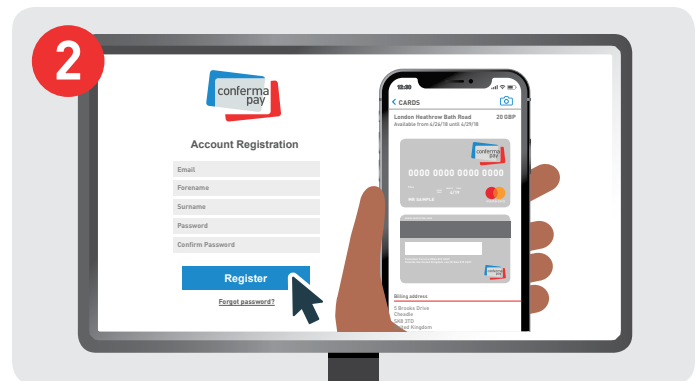 2
conferma
pay
Account Registration
Email
Forename
Surname
Password
Confirm Password
Register
Forgot password?
12:30
CARDS
London Heathrow Bath Road 20 GBP
Available from 4/24/18 until 4/29/18
conferma
pay
0000 0000 0000 0000
MR SAMPLE
conferma
pay
Billing address
5 Brooke Drive
Cheadle
SK8 3TD
United Kingdom